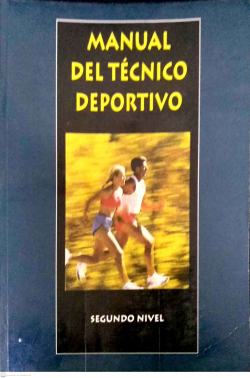 MANUAL
DEL TÉCNICO
DEPORTIVO
SEGUNDO NIVEL